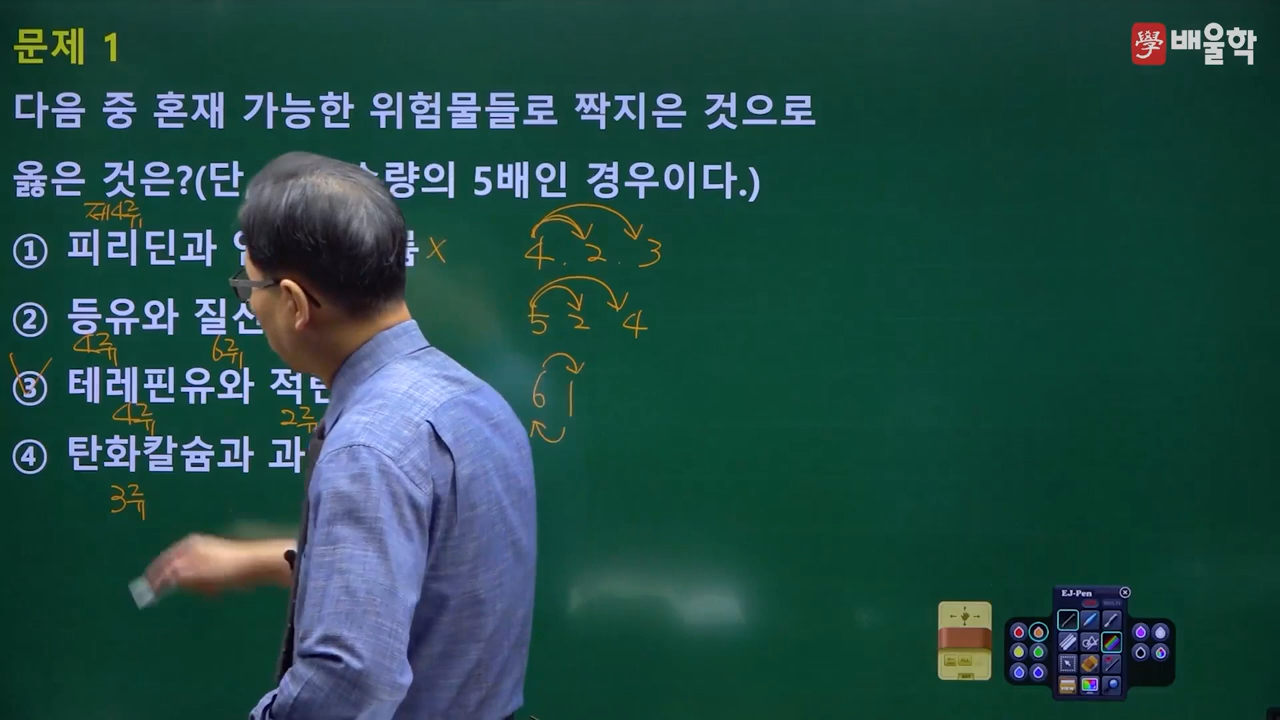 문제 1
學 배울학
다음 중 혼재 가능한 위험물들로 짝지은 것으로
옳은 것은?(단 량의 5배인 경우이다.)
제4류
① 피리딘과 x
4. 2. 3
② 등유와
4류 6류
5 2 4
③ 테레핀유와
4류 2류
6 1
④ 탄화칼슘과 과
3류
EJ-Pen